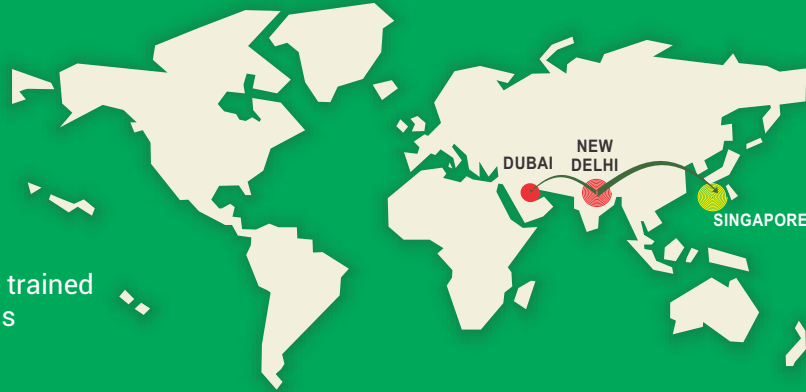 DUBAI
NEW
DELHI
SINGAPORE
trained
s